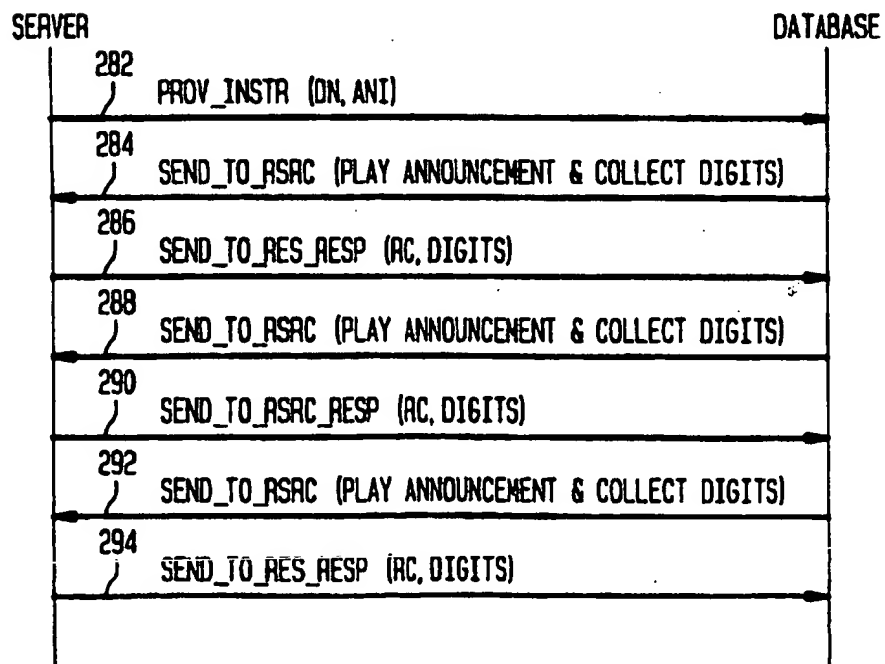 SERVER DATABASE
282
PROV_INSTR (DN, ANI)
284
SEND_TO_RSRC (PLAY ANNOUNCEMENT & COLLECT DIGITS)
286
SEND_TO_RES_RESP (RC, DIGITS)
288
SEND_TO_RSRC (PLAY ANNOUNCEMENT & COLLECT DIGITS)
290
SEND_TO_RSRC_RESP (RC, DIGITS)
292
SEND_TO_RSRC (PLAY ANNOUNCEMENT & COLLECT DIGITS)
294
SEND_TO_RES_RESP (RC, DIGITS)